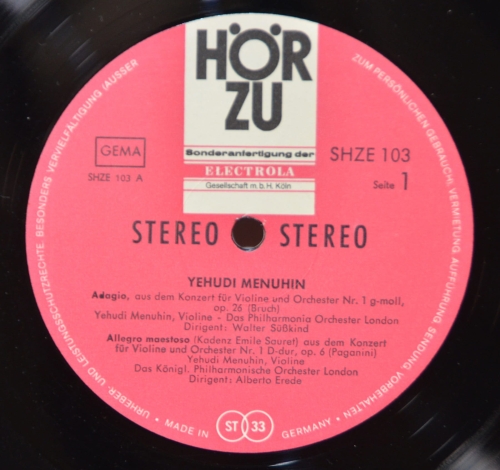 HÖR
ZU
Sonderanfertigung der
ELECTROLA
Gesellschaft m.b.H. Köln
GEMA
SHZE 103 A
SHZE 103
Seite 1
STEREO STEREO
YEHUDI MENUHIN
Adagio, aus dem Konzert für Violine und Orchester Nr. 1 g-moll,
op. 26 (Bruch)
Yehudi Menuhin, Violine - Das Philharmonia Orchester London
Dirigent: Walter Süßkind
Allegro maestoso (Kadenz Emile Sauret) aus dem Konzert
für Violine und Orchester Nr. 1 D-dur, op. 6 (Paganini)
Yehudi Menuhin, Violine
Das Königl. Philharmonische Orchester London
Dirigent: Alberto Erede
ST 33
MADE IN GERMANY
URHEBER- UND LEISTUNGSSCHUTZRECHTE, BESONDERS VERVIELFÄLTIGUNG (AUSSER
ZUM PERSÖNLICHEN GEBRAUCH), VERMIETUNG, AUFFÜHRUNG, SENDUNG, VORBEHALTEN